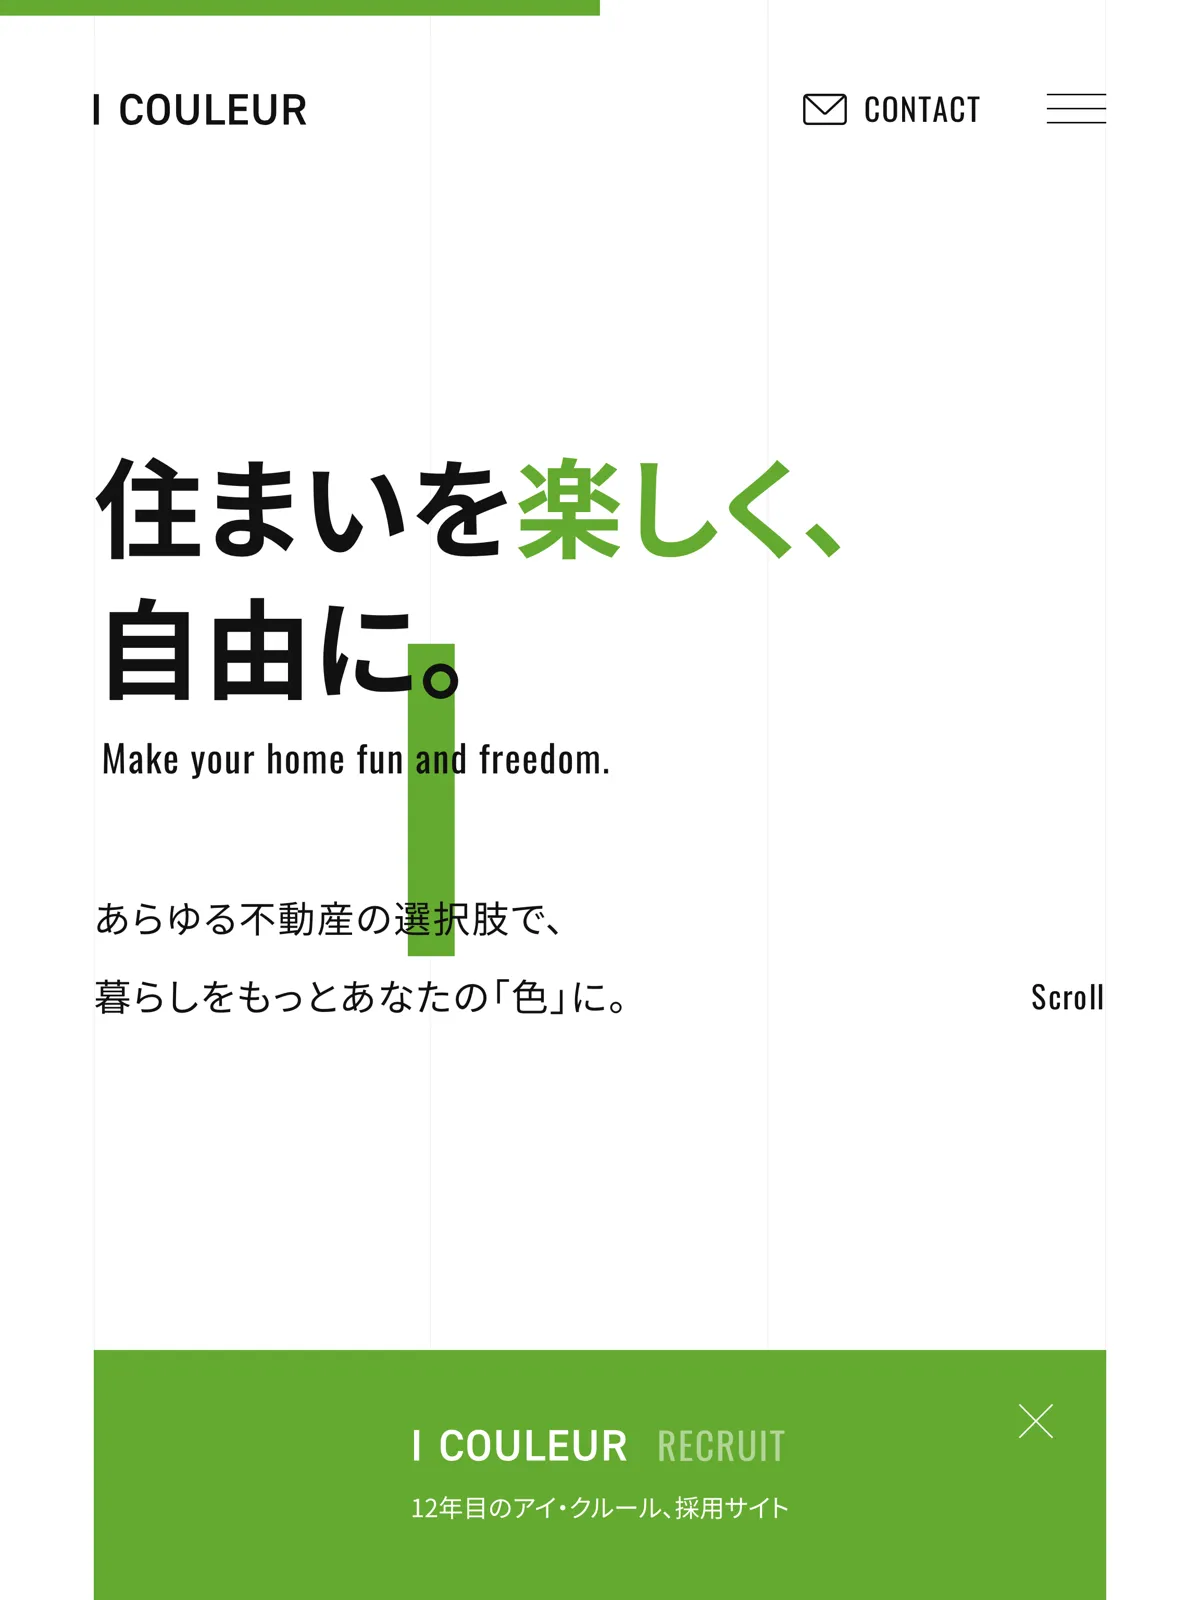 I COULEUR
CONTACT
住まいを楽しく、
自由に。
Make your home fun and freedom.
あらゆる不動産の選択肢で、
暮らしをもっとあなたの「色」に。
Scroll
I COULEUR RECRUIT
12年目のアイ・クルール、採用サイト